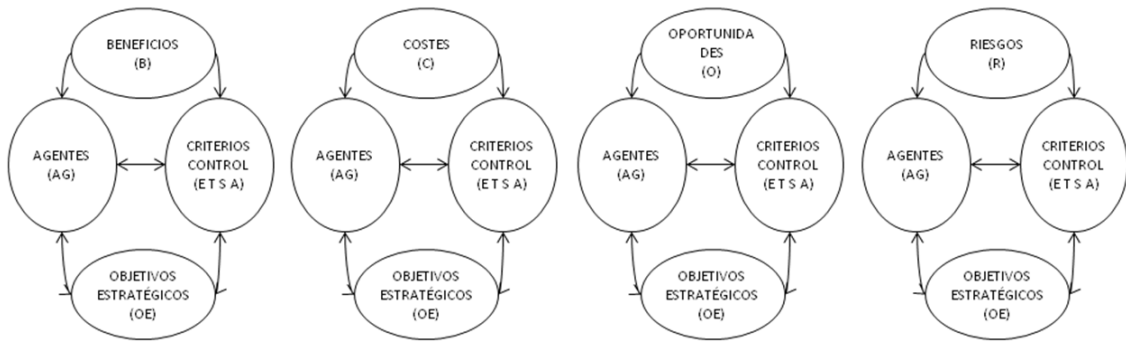 BENEFICIOS
(B)
AGENTES
(AG)
CRITERIOS
CONTROL
(E T S A)
OBJETIVOS
ESTRATÉGICOS
(OE)
COSTES
(C)
AGENTES
(AG)
CRITERIOS
CONTROL
(E T S A)
OBJETIVOS
ESTRATÉGICOS
(OE)
OPORTUNIDA
DES
(O)
AGENTES
(AG)
CRITERIOS
CONTROL
(E T S A)
OBJETIVOS
ESTRATÉGICOS
(OE)
RIESGOS
(R)
AGENTES
(AG)
CRITERIOS
CONTROL
(E T S A)
OBJETIVOS
ESTRATÉGICOS
(OE)